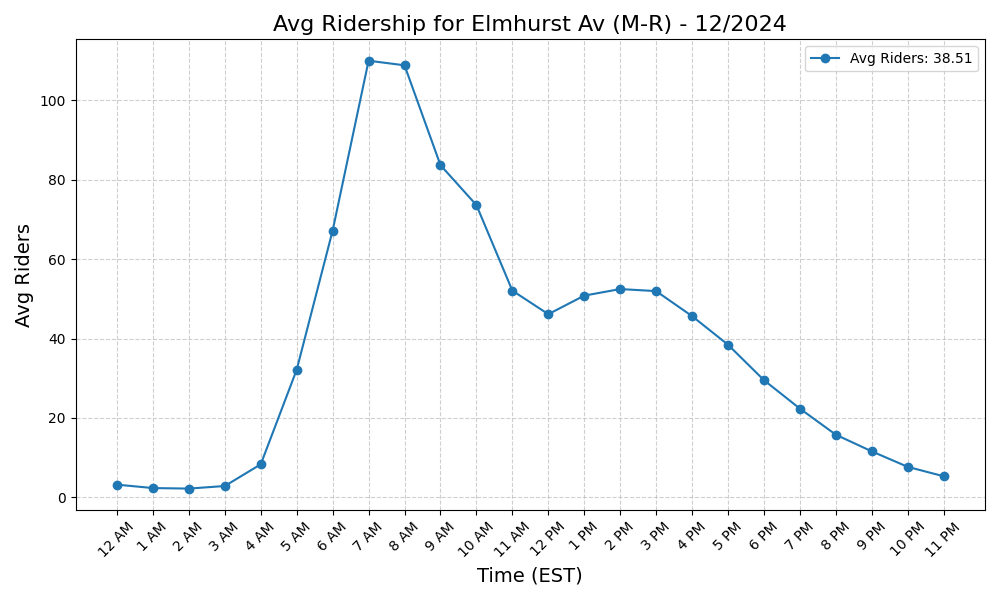 Avg Ridership for Elmhurst Av (M-R) - 12/2024
Avg Riders: 38.51
Avg Riders
100
80
60
40
20
0
12 AM
1 AM
2 AM
3 AM
4 AM
5 AM
6 AM
7 AM
8 AM
9 AM
10 AM
11 AM
12 PM
1 PM
2 PM
3 PM
4 PM
5 PM
6 PM
7 PM
8 PM
9 PM
10 PM
11 PM
Time (EST)